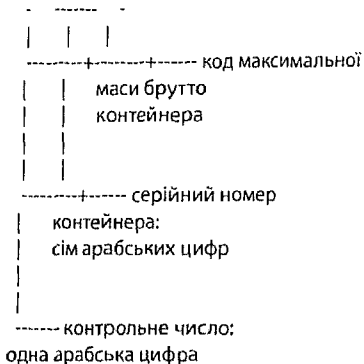 код максимальної
маси брутто
контейнера
серійний номер
контейнера:
сім арабських цифр
контрольне число:
одна арабська цифра